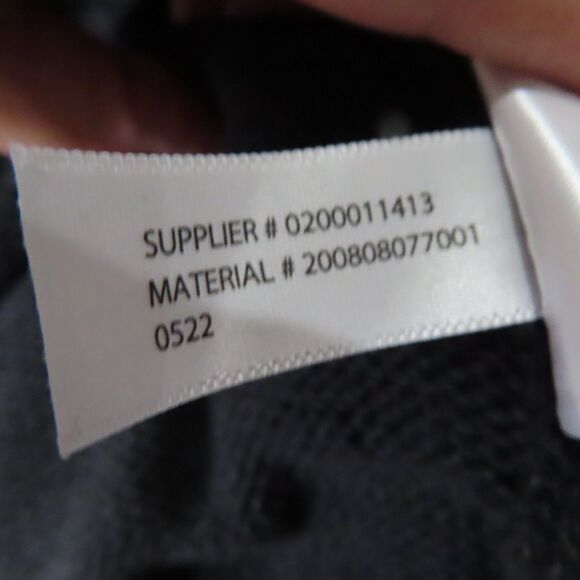 SUPPLIER # 0200011413
MATERIAL # 200808077001
0522